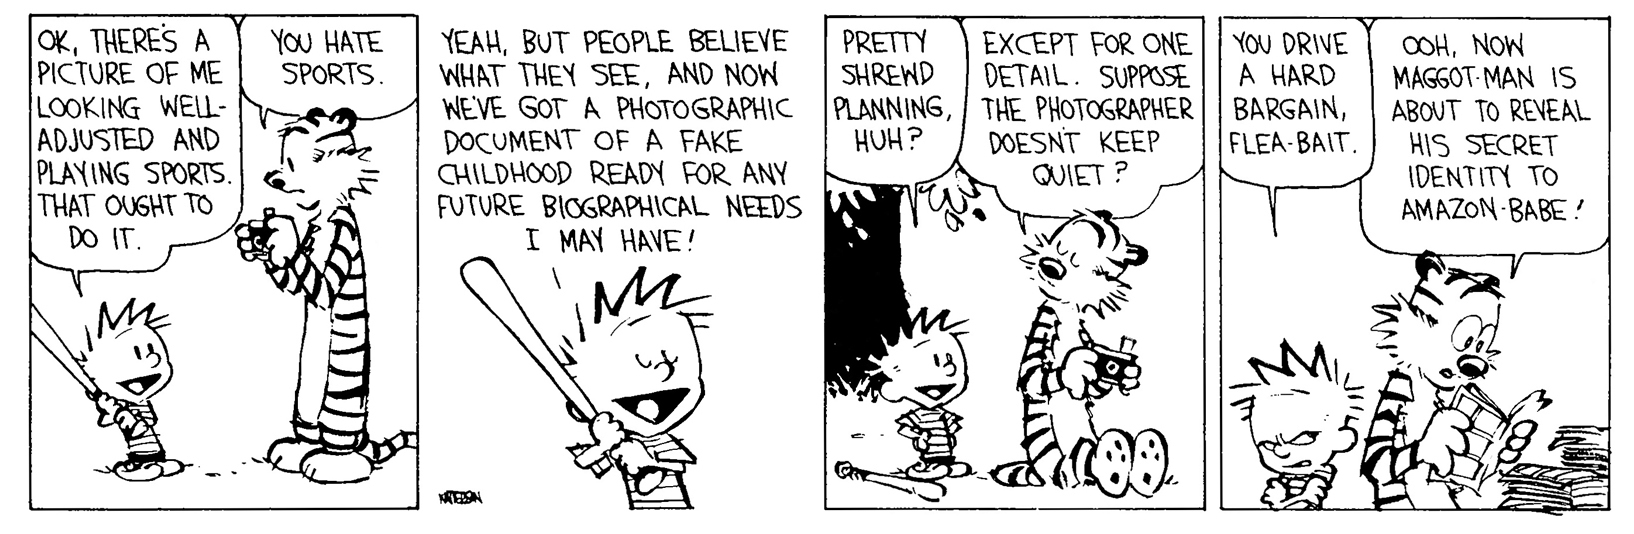 OK, THERE'S A
PICTURE OF ME
LOOKING WELL-
ADJUSTED AND
PLAYING SPORTS.
THAT OUGHT TO
DO IT.
YOU HATE
SPORTS.
YEAH, BUT PEOPLE BELIEVE
WHAT THEY SEE, AND NOW
WE'VE GOT A PHOTOGRAPHIC
DOCUMENT OF A FAKE
CHILDHOOD READY FOR ANY
FUTURE BIOGRAPHICAL NEEDS
I MAY HAVE!
WATTERSON
PRETTY
SHREWD
PLANNING,
HUH?
EXCEPT FOR ONE
DETAIL. SUPPOSE
THE PHOTOGRAPHER
DOESN'T KEEP
QUIET?
YOU DRIVE
A HARD
BARGAIN,
FLEA-BAIT.
OOH, NOW
MAGGOT-MAN IS
ABOUT TO REVEAL
HIS SECRET
IDENTITY TO
AMAZON-BABE!